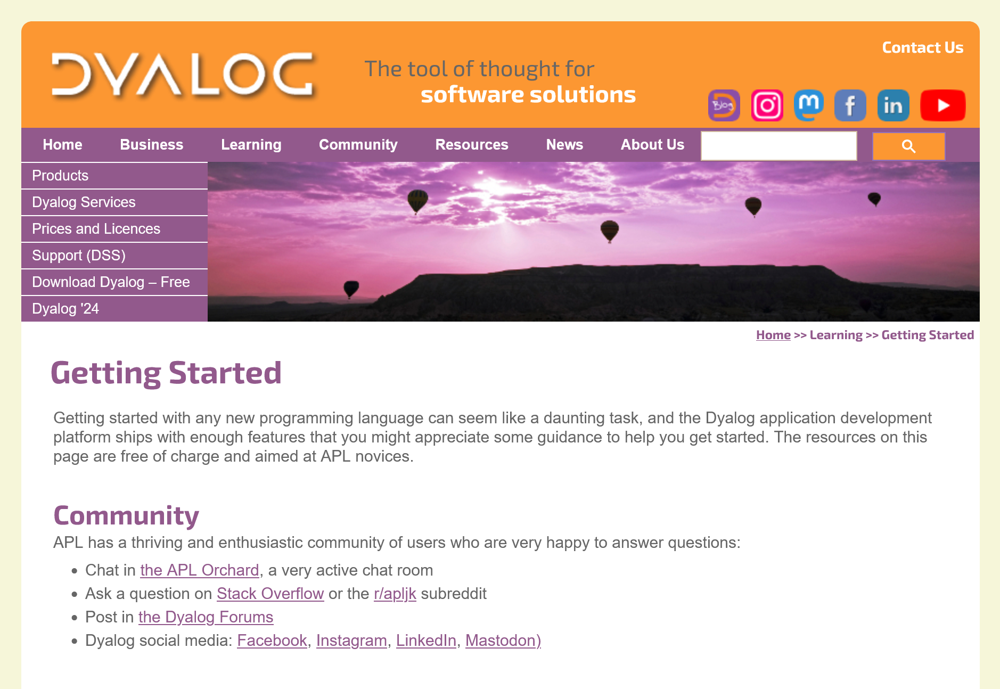 DYALOG
The tool of thought for
software solutions
Contact Us
Blog
m
f
in
Home Business Learning Community Resources News About Us
Products
Dyalog Services
Prices and Licences
Support (DSS)
Download Dyalog – Free
Dyalog '24
Home >> Learning >> Getting Started
Getting Started
Getting started with any new programming language can seem like a daunting task, and the Dyalog application development
platform ships with enough features that you might appreciate some guidance to help you get started. The resources on this
page are free of charge and aimed at APL novices.
Community
APL has a thriving and enthusiastic community of users who are very happy to answer questions:
• Chat in the APL Orchard, a very active chat room
• Ask a question on Stack Overflow or the r/apljk subreddit
• Post in the Dyalog Forums
• Dyalog social media: Facebook, Instagram, LinkedIn, Mastodon)